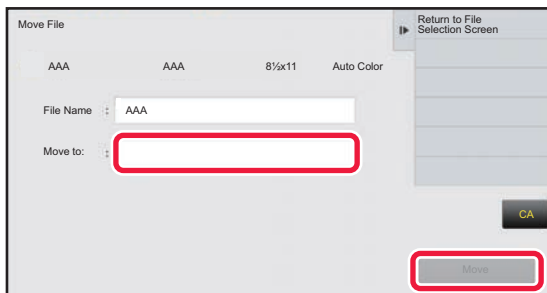 Move File
Return to File
Selection Screen
AAA AAA 8½x11 Auto Color
File Name : AAA
Move to: :
CA
Move